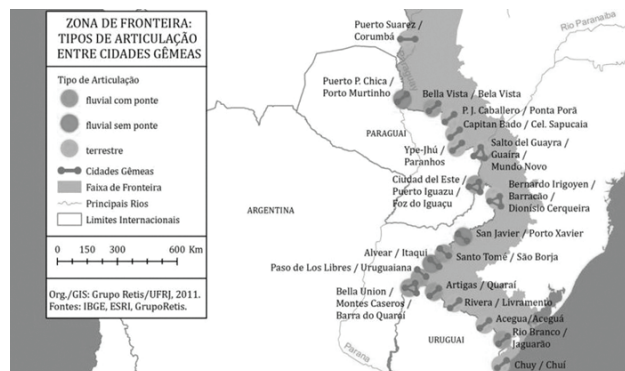 ZONA DE FRONTEIRA:
TIPOS DE ARTICULAÇÃO
ENTRE CIDADES GÊMEAS
Tipo de Articulação
fluvial com ponte
fluvial sem ponte
terrestre
Cidades Gêmeas
Faixa de Fronteira
Principais Rios
Limites Internacionais
0 150 300 600 Km
Org./GIS: Grupo Retis/UFRJ, 2011.
Fontes: IBGE, ESRI, GrupoRetis.
Puerto Suarez /
Corumbá
Rio Paranaíba
Paraguay
Puerto P. Chica /
Porto Murtinho
Bella Vista / Bela Vista
P. J. Caballero / Ponta Porã
Capitan Bado / Cel. Sapucaia
PARAGUAI
Ype-Jhú /
Paranhos
Salto del Guayra /
Guaíra /
Mundo Novo
Ciudad del Este /
Puerto Iguazu /
Foz do Iguaçu
Bernardo Irigoyen /
Barracão /
Dionísio Cerqueira
ARGENTINA
San Javier / Porto Xavier
Alvear / Itaqui
Santo Tomé / São Borja
Paso de Los Libres / Uruguaiana
Artigas / Quaraí
Bella Union /
Montes Caseros /
Barra do Quaraí
Rivera / Livramento
Acegua/Aceguá
Rio Branco /
Jaguarão
Parana
URUGUAI
Chuy / Chuí